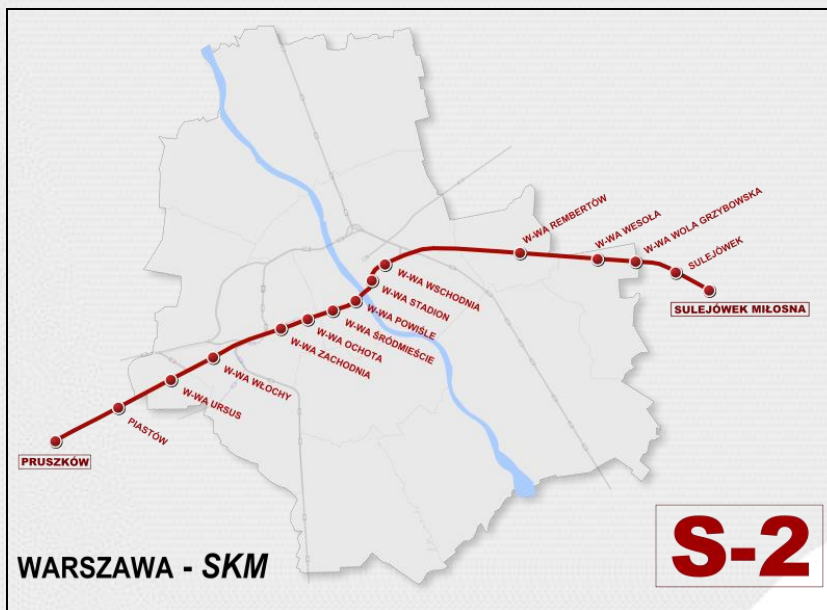 W-WA REMBERTÓW
W-WA WESOŁA
W-WA WOLA GRZYBOWSKA
SULEJÓWEK
SULEJÓWEK MIŁOSNA
W-WA WSCHODNIA
W-WA STADION
W-WA POWIŚLE
W-WA ŚRÓDMIEŚCIE
W-WA OCHOTA
W-WA ZACHODNIA
W-WA WŁOCHY
W-WA URSUS
PIASTÓW
PRUSZKÓW
WARSZAWA - SKM
S-2